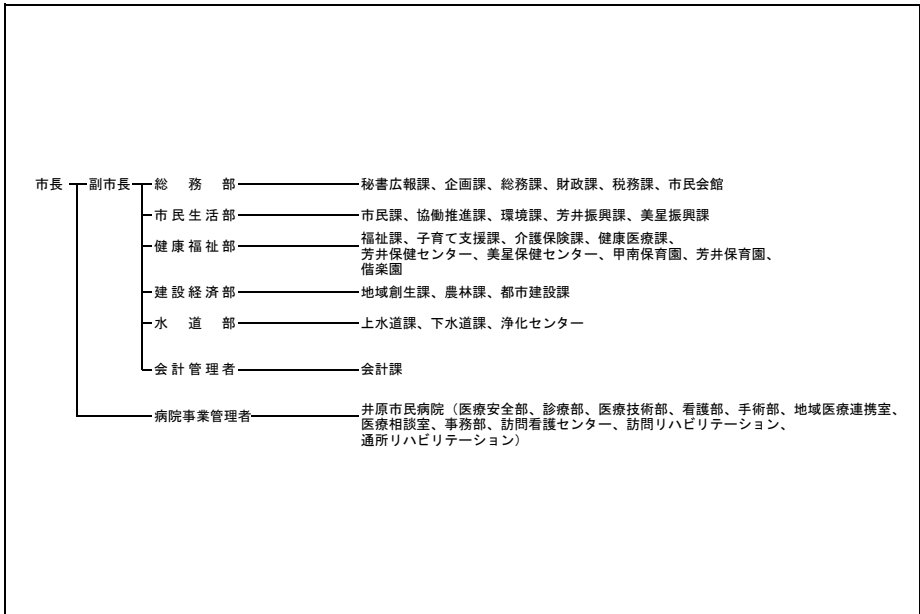 市長 副市長 総務部 秘書広報課、企画課、総務課、財政課、税務課、市民会館
市民生活部 市民課、協働推進課、環境課、芳井振興課、美星振興課
健康福祉部 福祉課、子育て支援課、介護保険課、健康医療課、
芳井保健センター、美星保健センター、甲南保育園、芳井保育園、
偕楽園
建設経済部 地域創生課、農林課、都市建設課
水道部 上水道課、下水道課、浄化センター
会計管理者 会計課
病院事業管理者 井原市民病院（医療安全部、診療部、医療技術部、看護部、手術部、地域医療連携室、
医療相談室、事務部、訪問看護センター、訪問リハビリテーション、
通所リハビリテーション）